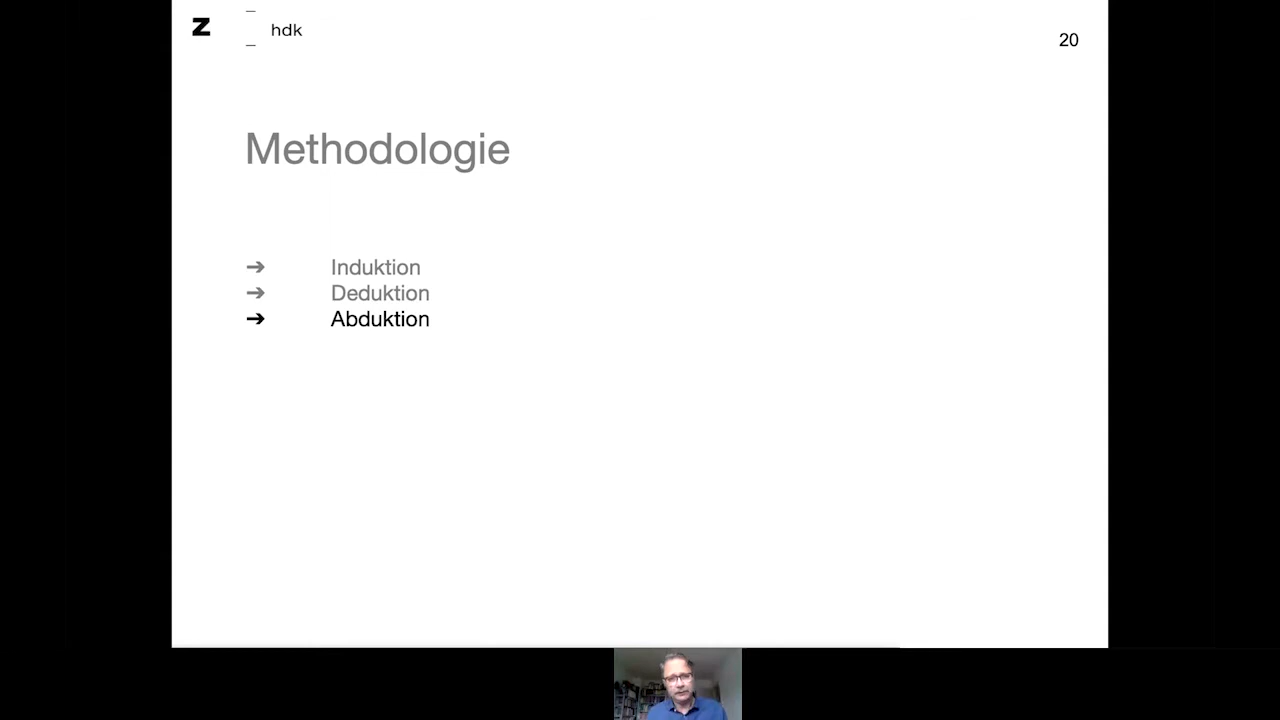 Z hdk
20
Methodologie
➔ Induktion
➔ Deduktion
➔ Abduktion